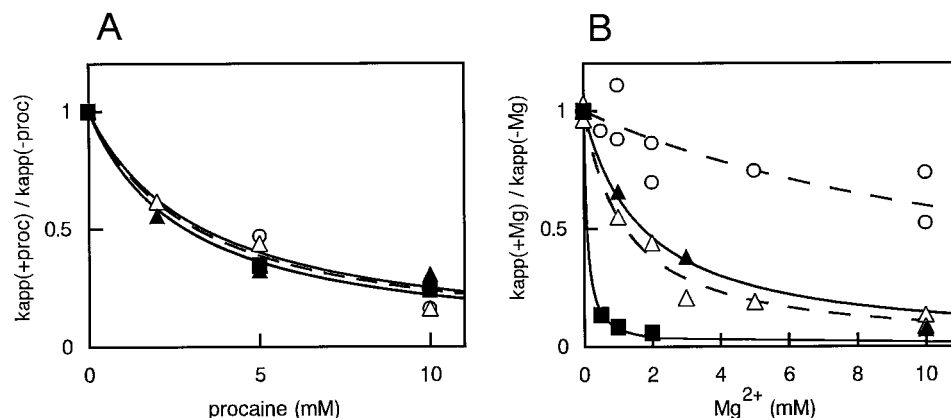 A
B
kapp(+proc) / kapp(-proc)
1
0.5
0
0
5
10
procaine (mM)
kapp(+Mg) / kapp(-Mg)
1
0.5
0
0
2
4
6
8
10
Mg²⁺ (mM)